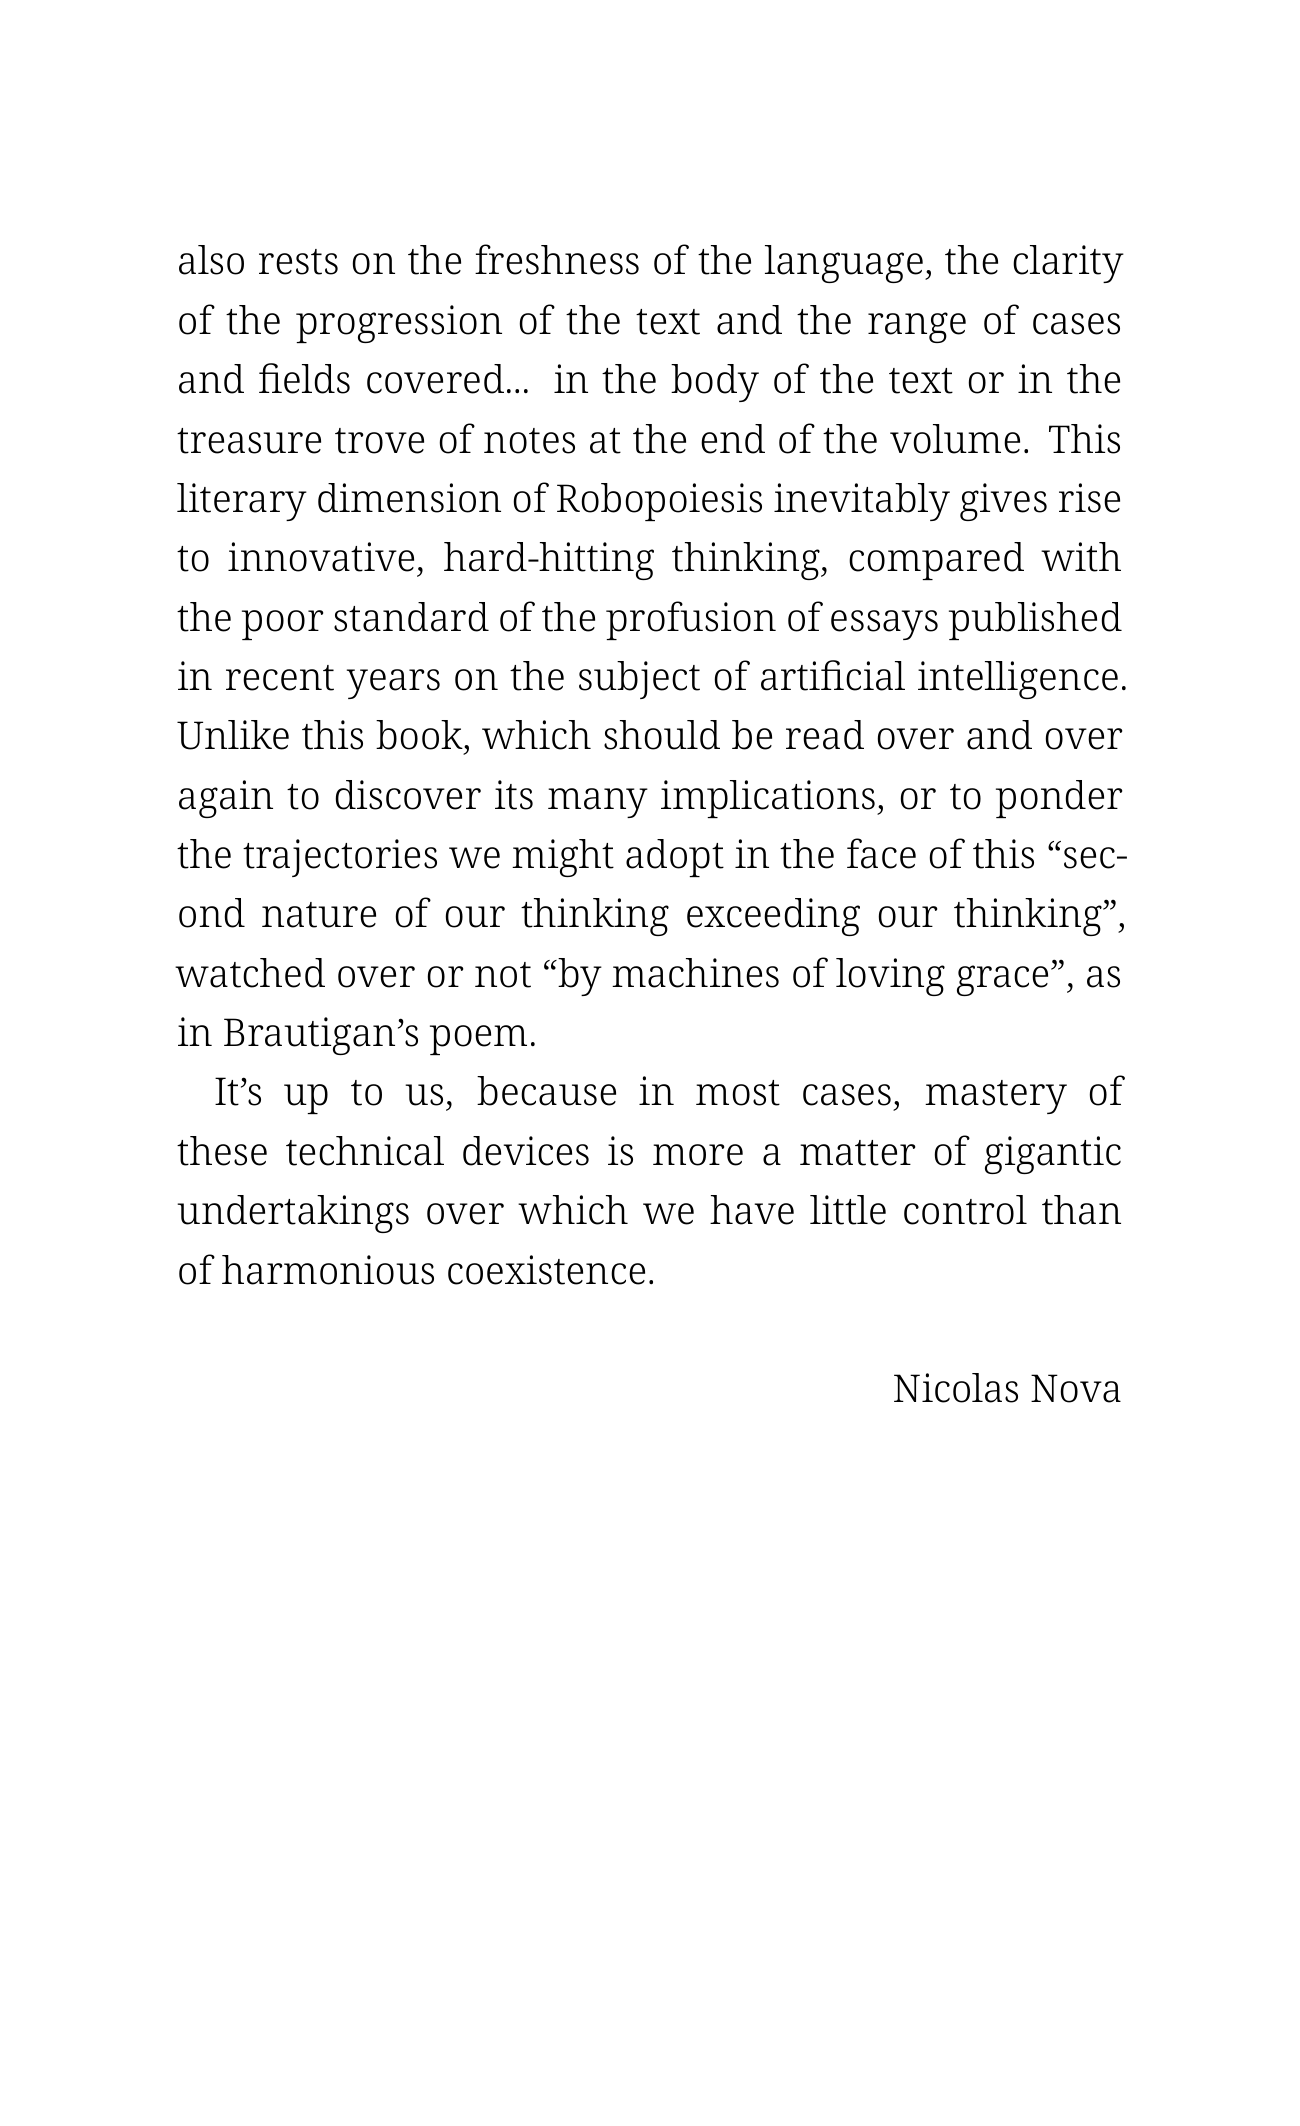 also rests on the freshness of the language, the clarity
of the progression of the text and the range of cases
and fields covered... in the body of the text or in the
treasure trove of notes at the end of the volume. This
literary dimension of Robopoiesis inevitably gives rise
to innovative, hard-hitting thinking, compared with
the poor standard of the profusion of essays published
in recent years on the subject of artificial intelligence.
Unlike this book, which should be read over and over
again to discover its many implications, or to ponder
the trajectories we might adopt in the face of this “sec-
ond nature of our thinking exceeding our thinking”,
watched over or not “by machines of loving grace”, as
in Brautigan’s poem.
It’s up to us, because in most cases, mastery of
these technical devices is more a matter of gigantic
undertakings over which we have little control than
of harmonious coexistence.
Nicolas Nova